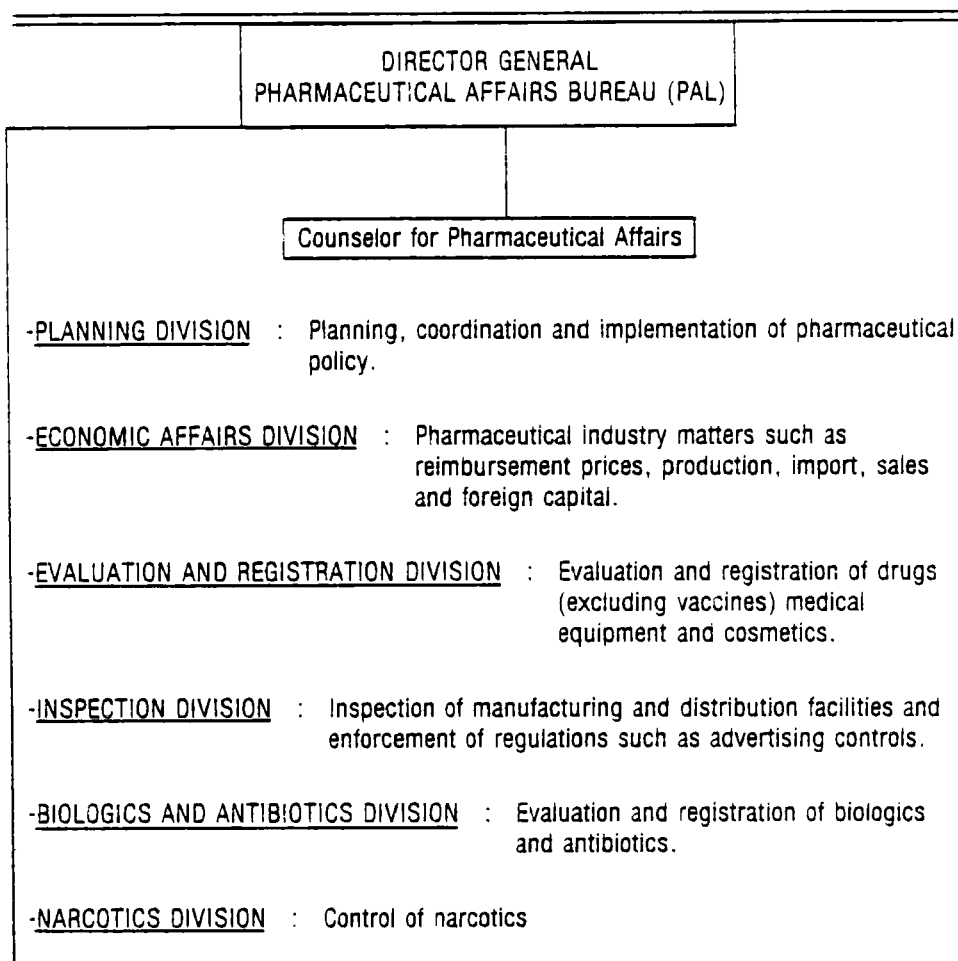 DIRECTOR GENERAL
PHARMACEUTICAL AFFAIRS BUREAU (PAL)
Counselor for Pharmaceutical Affairs
-PLANNING DIVISION : Planning, coordination and implementation of pharmaceutical
policy.
-ECONOMIC AFFAIRS DIVISION : Pharmaceutical industry matters such as
reimbursement prices, production, import, sales
and foreign capital.
-EVALUATION AND REGISTRATION DIVISION : Evaluation and registration of drugs
(excluding vaccines) medical
equipment and cosmetics.
-INSPECTION DIVISION : Inspection of manufacturing and distribution facilities and
enforcement of regulations such as advertising controls.
-BIOLOGICS AND ANTIBIOTICS DIVISION : Evaluation and registration of biologics
and antibiotics.
-NARCOTICS DIVISION : Control of narcotics